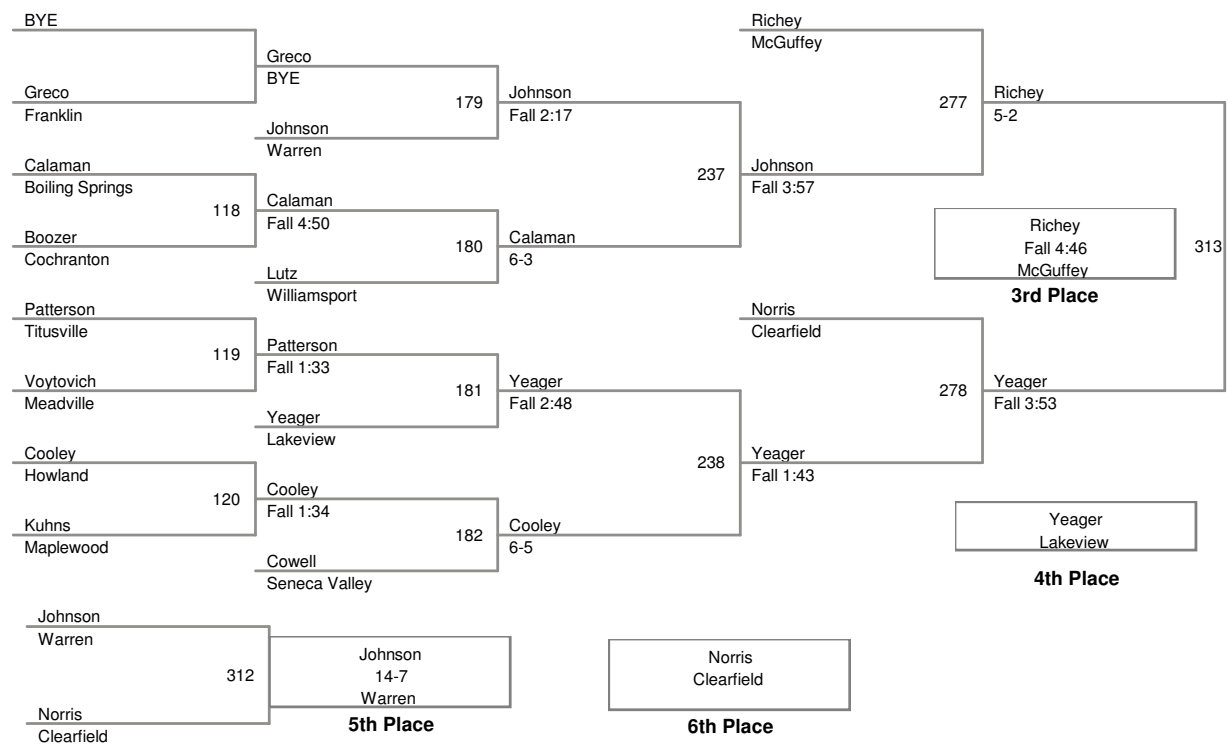 BYE
Greco
Franklin
Calaman
Boiling Springs
118
Boozer
Cochranton
Patterson
Titusville
119
Voytovich
Meadville
Cooley
Howland
120
Kuhns
Maplewood
Greco
BYE
179
Johnson
Warren
Calaman
Fall 4:50
180
Lutz
Williamsport
Patterson
Fall 1:33
181
Yeager
Lakeview
Cooley
Fall 1:34
182
Cowell
Seneca Valley
Johnson
Fall 2:17
237
Calaman
6-3
Yeager
Fall 2:48
238
Cooley
6-5
Richey
McGuffey
277
Johnson
Fall 3:57
Norris
Clearfield
278
Yeager
Fall 1:43
Richey
5-2
313
Yeager
Fall 3:53
Richey
Fall 4:46
McGuffey
3rd Place
Yeager
Lakeview
4th Place
Johnson
Warren
312
Norris
Clearfield
Johnson
14-7
Warren
5th Place
Norris
Clearfield
6th Place